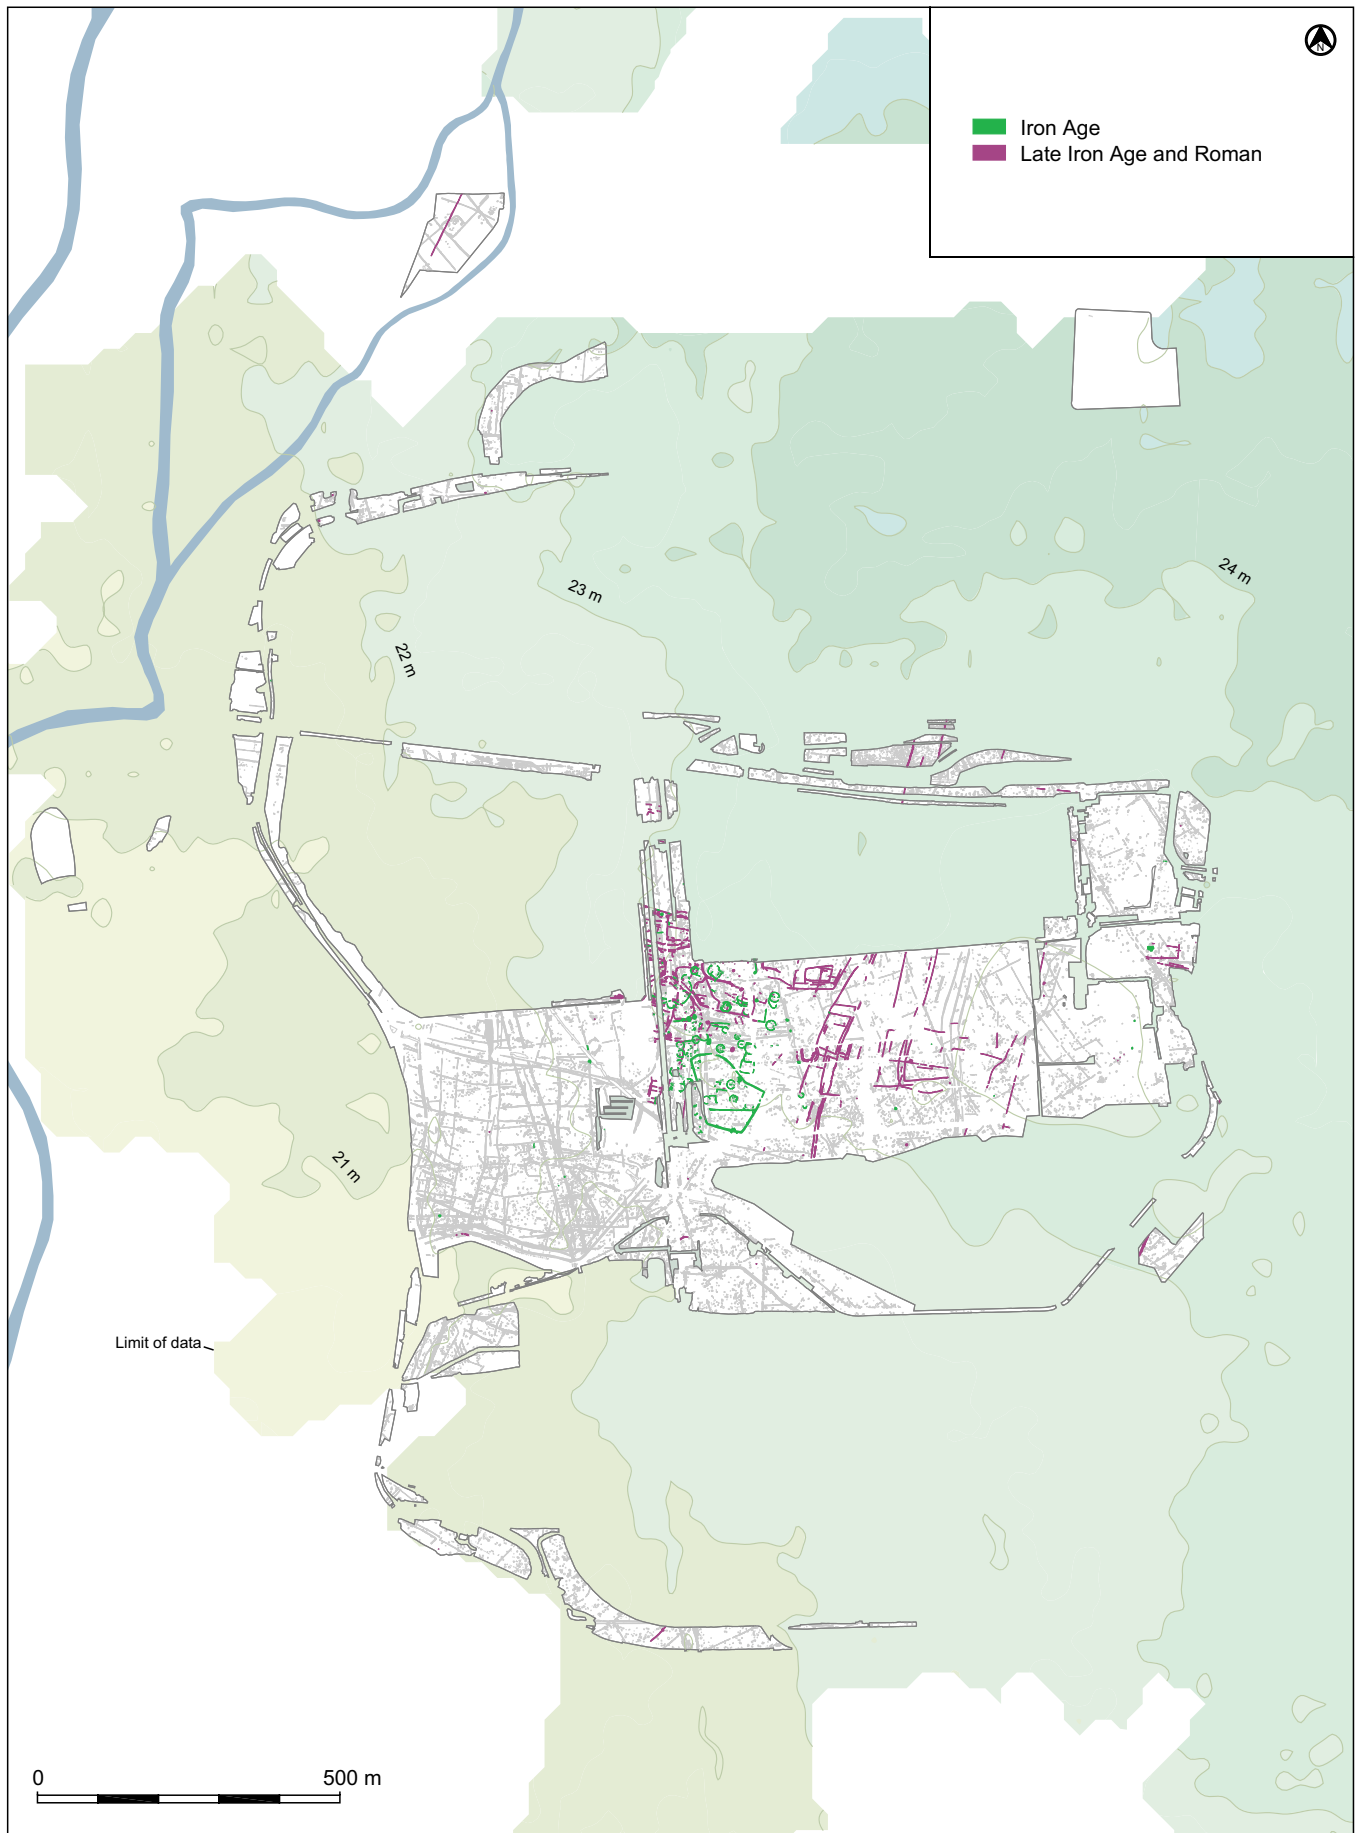 N
Iron Age
Late Iron Age and Roman
24 m
23 m
22 m
21 m
Limit of data
0 500 m